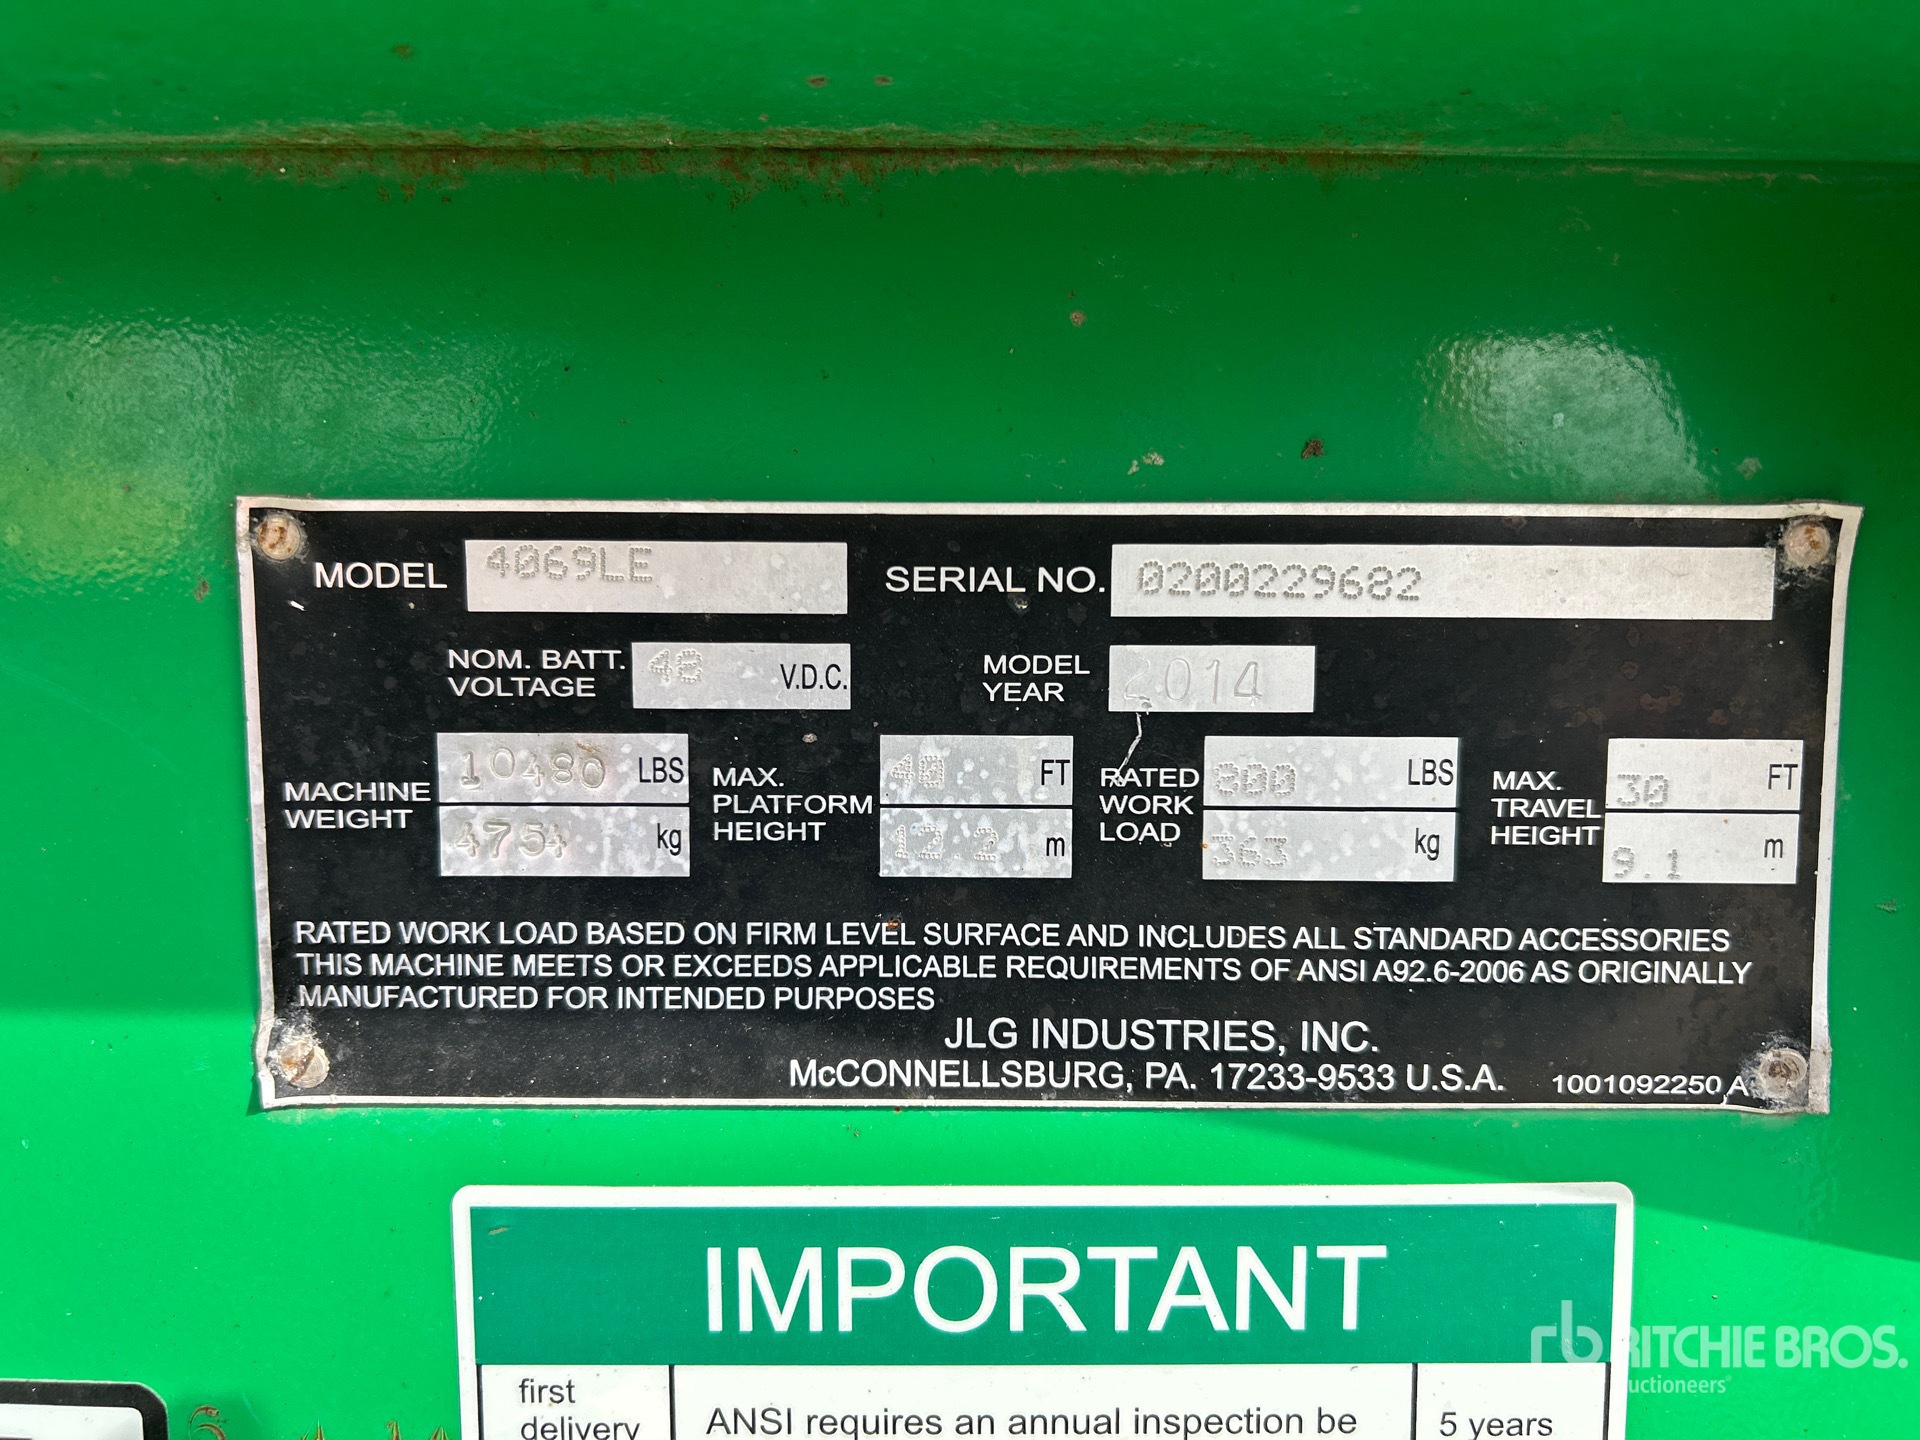 MODEL 4069LE SERIAL NO. 0200229682
NOM. BATT. VOLTAGE 48 V.D.C. MODEL YEAR 2014
MACHINE WEIGHT 10480 LBS 4754 kg MAX. PLATFORM HEIGHT 40 FT 12.2 m RATED WORK LOAD 800 LBS 363 kg MAX. TRAVEL HEIGHT 30 FT 9.1 m
RATED WORK LOAD BASED ON FIRM LEVEL SURFACE AND INCLUDES ALL STANDARD ACCESSORIES
THIS MACHINE MEETS OR EXCEEDS APPLICABLE REQUIREMENTS OF ANSI A92.6-2006 AS ORIGINALLY
MANUFACTURED FOR INTENDED PURPOSES
JLG INDUSTRIES, INC.
McCONNELLSBURG, PA. 17233-9533 U.S.A. 1001092250 A
IMPORTANT
first
delivery ANSI requires an annual inspection be 5 years
rb RITCHIE BROS.
Auctioneers